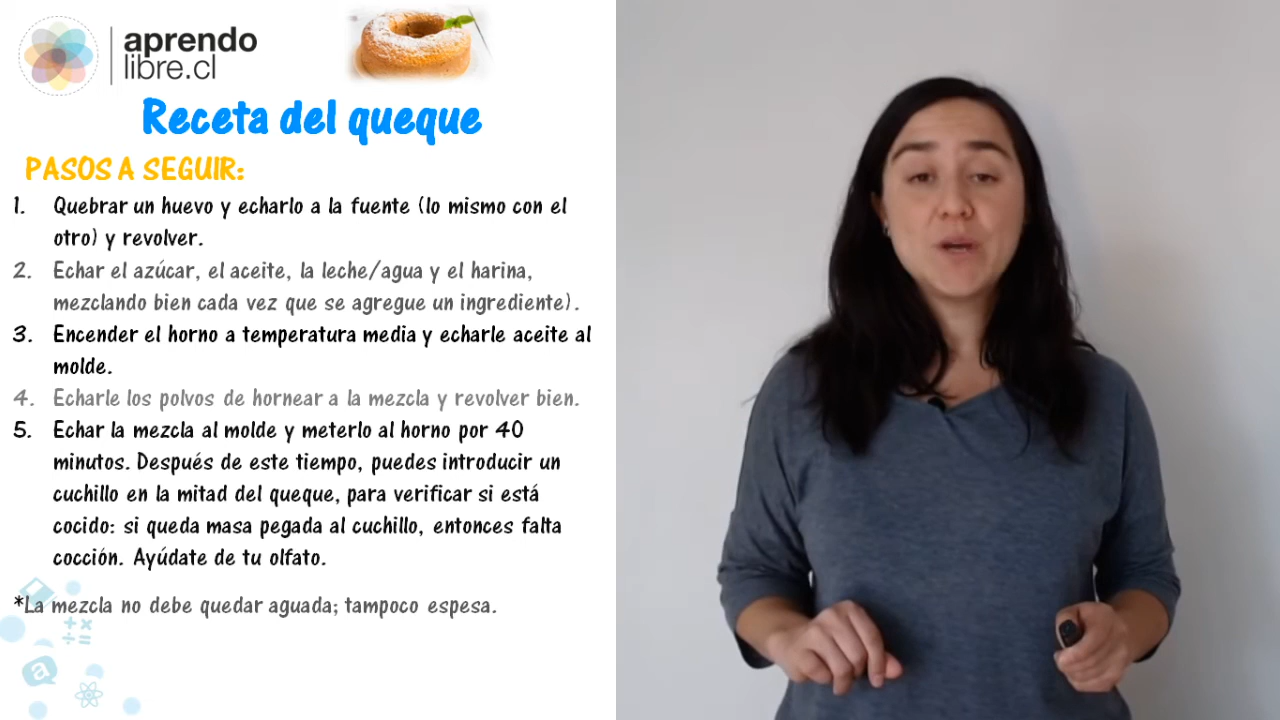 aprendo
libre.cl
Receta del queque
PASOS A SEGUIR:
1. Quebrar un huevo y echarlo a la fuente (lo mismo con el
otro) y revolver.
2. Echar el azúcar, el aceite, la leche/agua y el harina,
mezclando bien cada vez que se agregue un ingrediente).
3. Encender el horno a temperatura media y echarle aceite al
molde.
4. Echarle los polvos de hornear a la mezcla y revolver bien.
5. Echar la mezcla al molde y meterlo al horno por 40
minutos. Después de este tiempo, puedes introducir un
cuchillo en la mitad del queque, para verificar si está
cocido: si queda masa pegada al cuchillo, entonces falta
cocción. Ayúdate de tu olfato.
*La mezcla no debe quedar aguada; tampoco espesa.
a